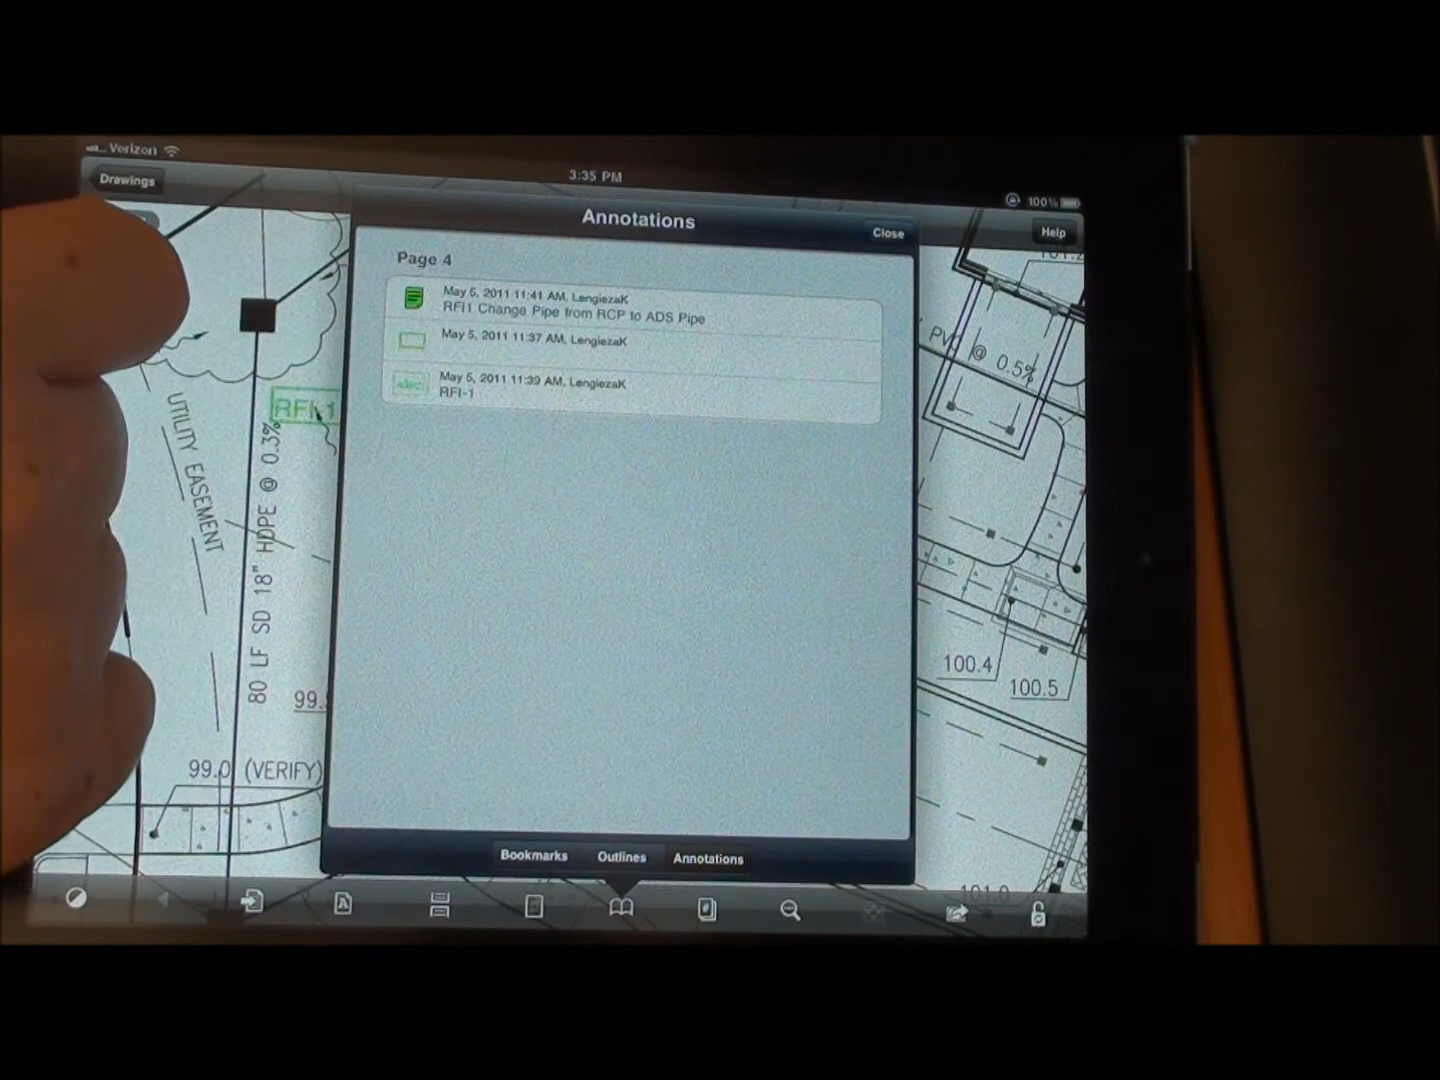 Verizon
3:35 PM
100%
Drawings
Annotations
Close
Help
Page 4
May 5, 2011 11:41 AM, LengiezaK
RFI1 Change Pipe from RCP to ADS Pipe
May 5, 2011 11:37 AM, LengiezaK
abc
May 5, 2011 11:39 AM, LengiezaK
RFI-1
RFI-1
UTILITY EASEMENT
80 LF SD 18" HDPE @ 0.3%
99.0 (VERIFY)
PVC @ 0.5%
100.4
100.5
101.0
Bookmarks
Outlines
Annotations